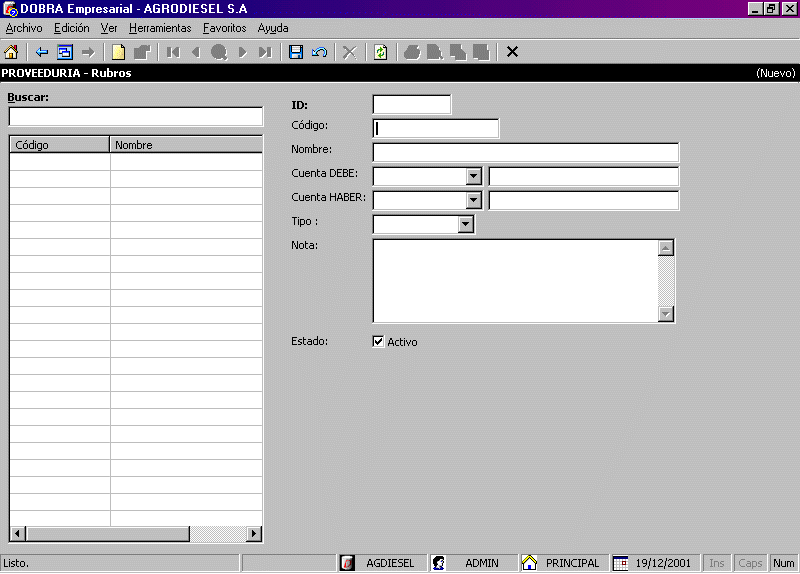 DOBRA Empresarial - AGRODIESEL S.A
Archivo Edición Ver Herramientas Favoritos Ayuda
PROVEEDURIA - Rubros (Nuevo)
Buscar:
Código Nombre
ID:
Código:
Nombre:
Cuenta DEBE:
Cuenta HABER:
Tipo :
Nota:
Estado: Activo
Listo. AGDIESEL ADMIN PRINCIPAL 19/12/2001 Ins Caps Num